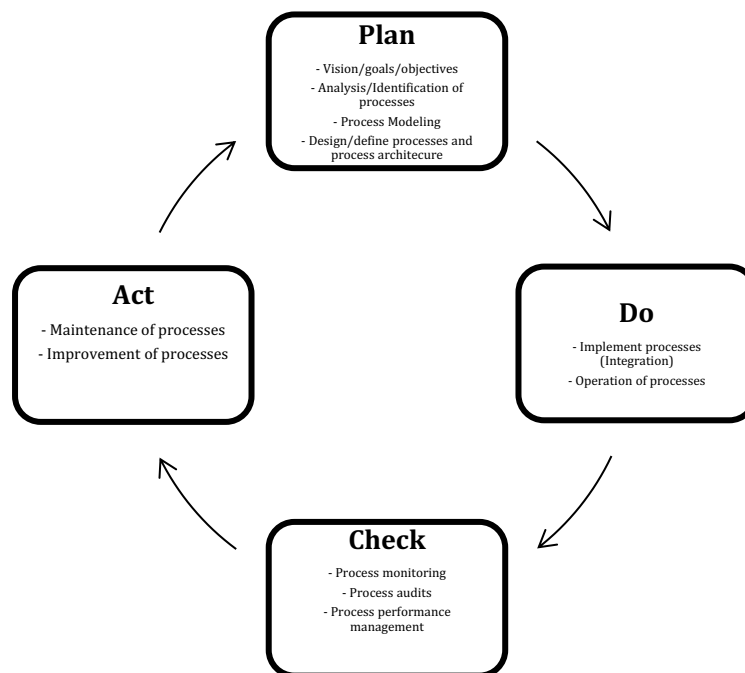 Plan
- Vision/goals/objectives
- Analysis/Identification of
processes
- Process Modeling
- Design/define processes and
process architecure
Act
- Maintenance of processes
- Improvement of processes
Do
- Implement processes
(Integration)
- Operation of processes
Check
- Process monitoring
- Process audits
- Process performance
management